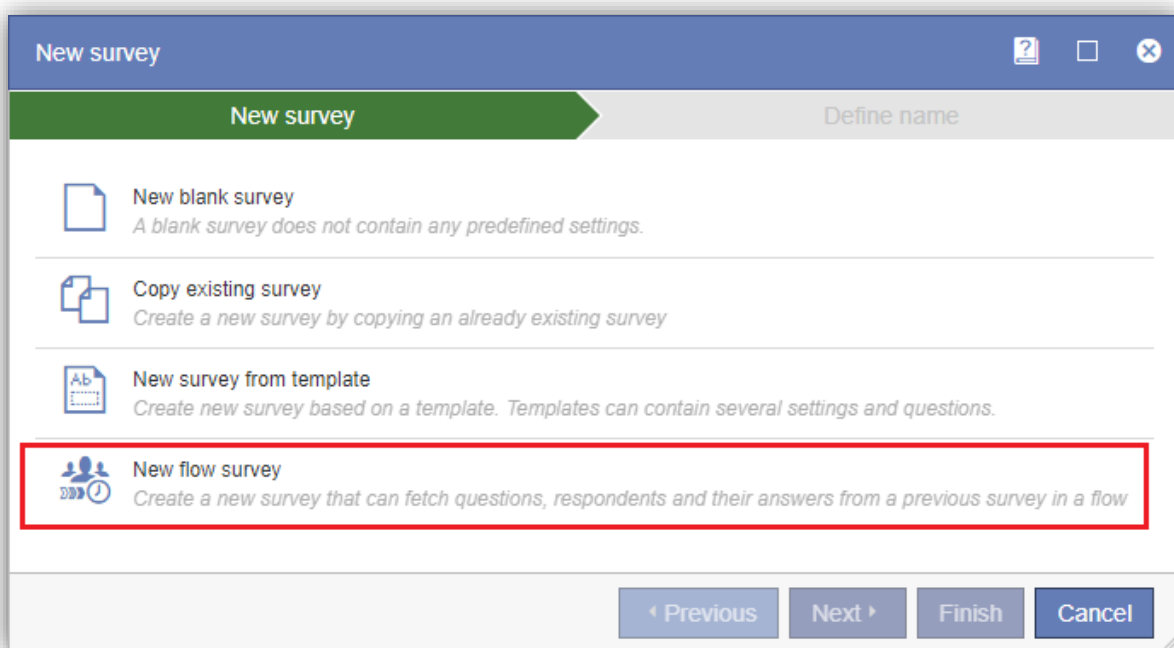 New survey
New survey
Define name
New blank survey
A blank survey does not contain any predefined settings.
Copy existing survey
Create a new survey by copying an already existing survey
Ab
New survey from template
Create new survey based on a template. Templates can contain several settings and questions.
New flow survey
Create a new survey that can fetch questions, respondents and their answers from a previous survey in a flow
Previous
Next
Finish
Cancel